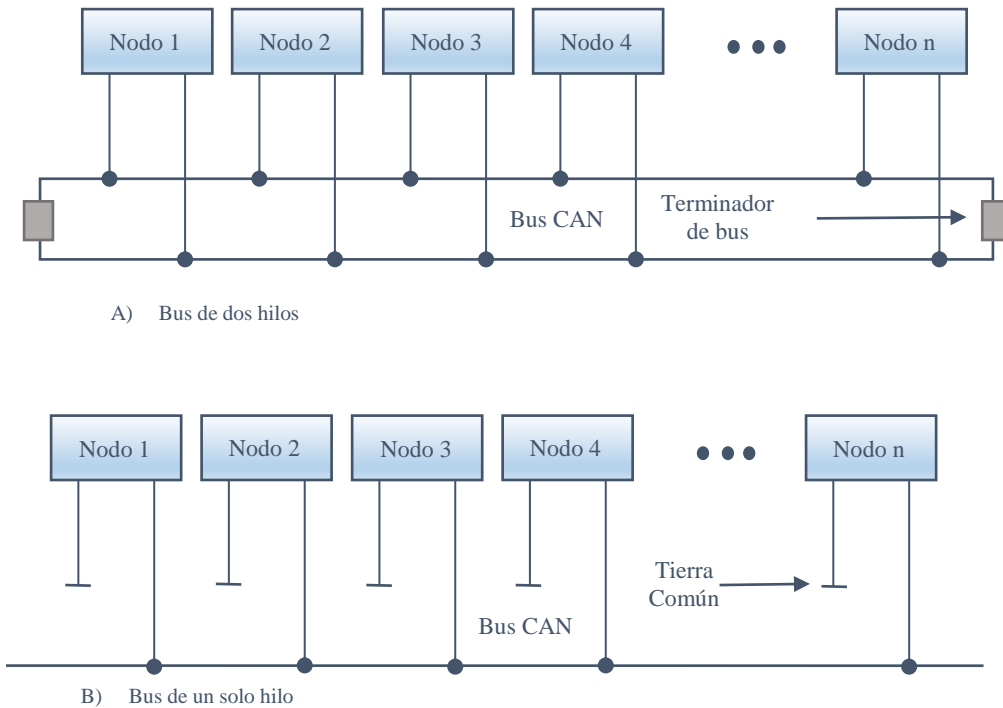 Nodo 1
Nodo 2
Nodo 3
Nodo 4
Nodo n
Bus CAN
Terminador
de bus
A) Bus de dos hilos
Nodo 1
Nodo 2
Nodo 3
Nodo 4
Nodo n
Tierra
Común
Bus CAN
B) Bus de un solo hilo